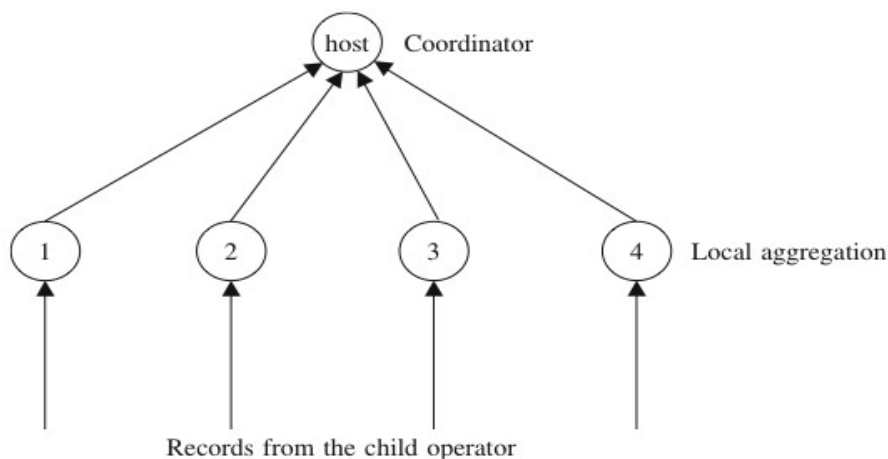 host Coordinator
1 2 3 4 Local aggregation
Records from the child operator